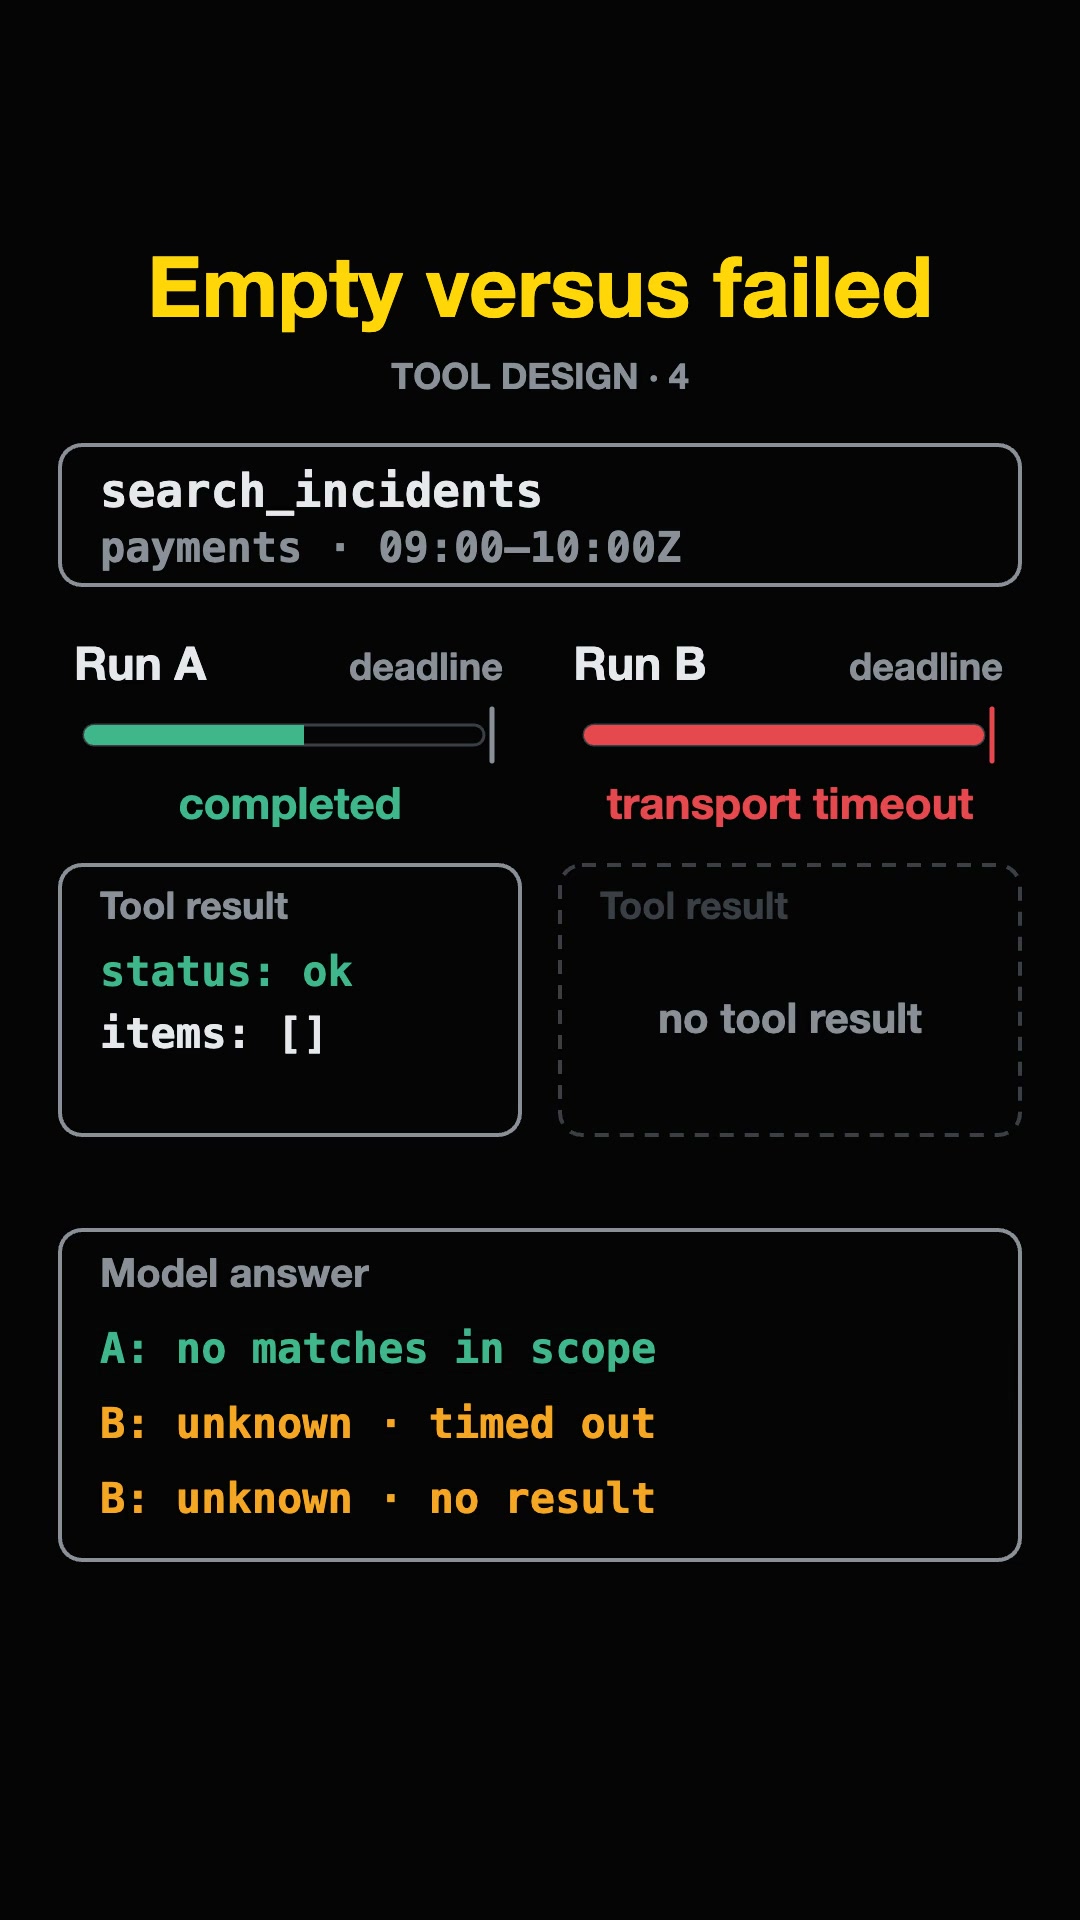 Empty versus failed
TOOL DESIGN · 4
search_incidents
payments · 09:00–10:00Z
Run A
deadline
completed
Run B
deadline
transport timeout
Tool result
status: ok
items: []
Tool result
no tool result
Model answer
A: no matches in scope
B: unknown · timed out
B: unknown · no result